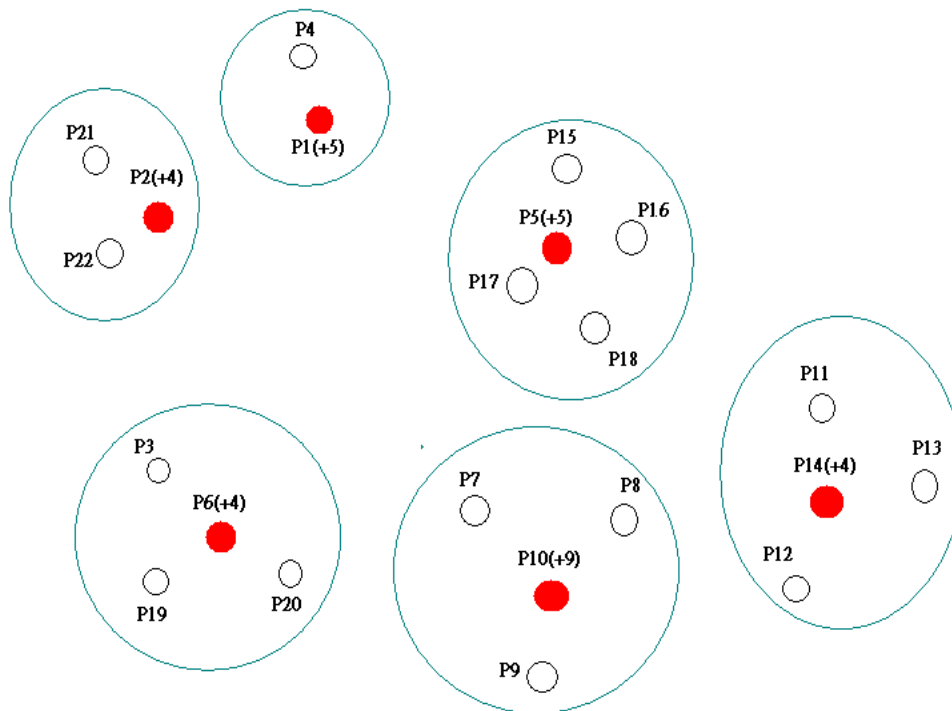 P4
P1(+5)
P21
P2(+4)
P22
P15
P5(+5)
P16
P17
P18
P11
P13
P14(+4)
P12
P3
P6(+4)
P19
P20
P7
P8
P10(+9)
P9